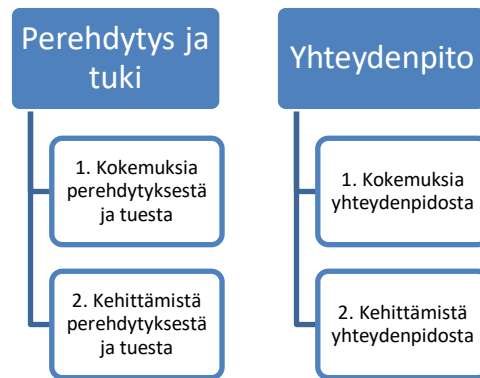 Perehdytys ja
tuki
1. Kokemuksia
perehdytyksestä
ja tuesta
2. Kehittämistä
perehdytyksestä
ja tuesta
Yhteydenpito
1. Kokemuksia
yhteydenpidosta
2. Kehittämistä
yhteydenpidosta